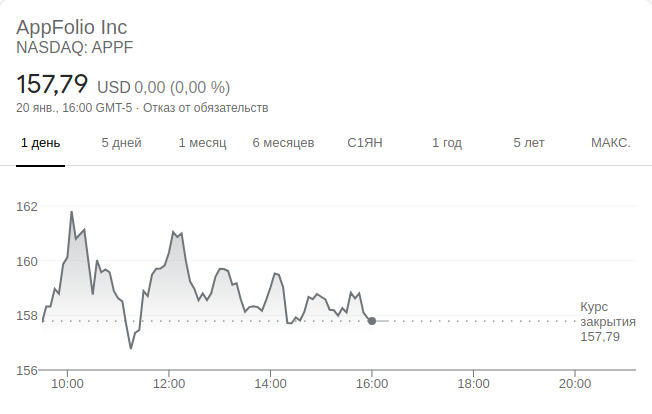 AppFolio Inc
NASDAQ: APPF
157,79 USD 0,00 (0,00 %)
20 янв., 16:00 GMT-5 · Отказ от обязательств
1 день 5 дней 1 месяц 6 месяцев С1ЯН 1 год 5 лет МАКС.
162
160
158
156
Курс
закрытия
157,79
10:00 12:00 14:00 16:00 18:00 20:00